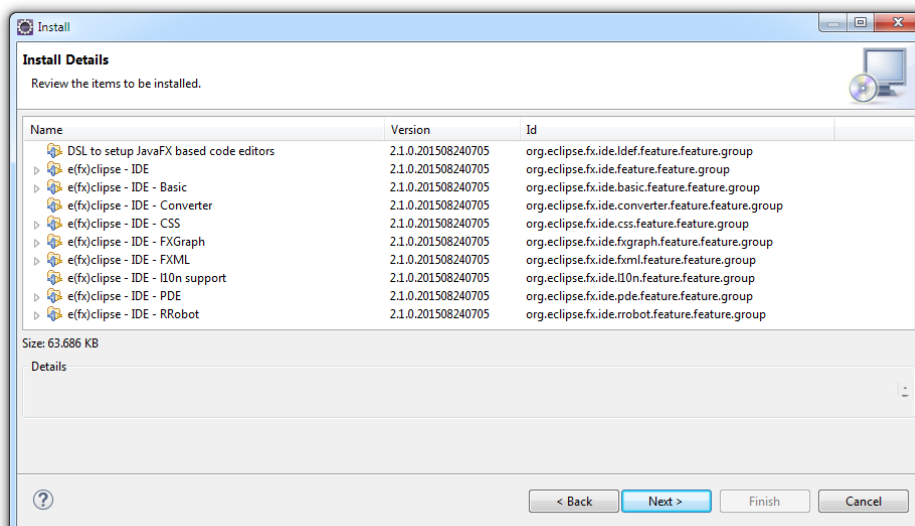 Install
Install Details
Review the items to be installed.
Name Version Id
DSL to setup JavaFX based code editors 2.1.0.201508240705 org.eclipse.fx.ide.ldef.feature.feature.group
e(fx)clipse - IDE 2.1.0.201508240705 org.eclipse.fx.ide.feature.feature.group
e(fx)clipse - IDE - Basic 2.1.0.201508240705 org.eclipse.fx.ide.basic.feature.feature.group
e(fx)clipse - IDE - Converter 2.1.0.201508240705 org.eclipse.fx.ide.converter.feature.feature.group
e(fx)clipse - IDE - CSS 2.1.0.201508240705 org.eclipse.fx.ide.css.feature.feature.group
e(fx)clipse - IDE - FXGraph 2.1.0.201508240705 org.eclipse.fx.ide.fxgraph.feature.feature.group
e(fx)clipse - IDE - FXML 2.1.0.201508240705 org.eclipse.fx.ide.fxml.feature.feature.group
e(fx)clipse - IDE - l10n support 2.1.0.201508240705 org.eclipse.fx.ide.l10n.feature.feature.group
e(fx)clipse - IDE - PDE 2.1.0.201508240705 org.eclipse.fx.ide.pde.feature.feature.group
e(fx)clipse - IDE - RRobot 2.1.0.201508240705 org.eclipse.fx.ide.rrobot.feature.feature.group
Size: 63.686 KB
Details
? < Back Next > Finish Cancel